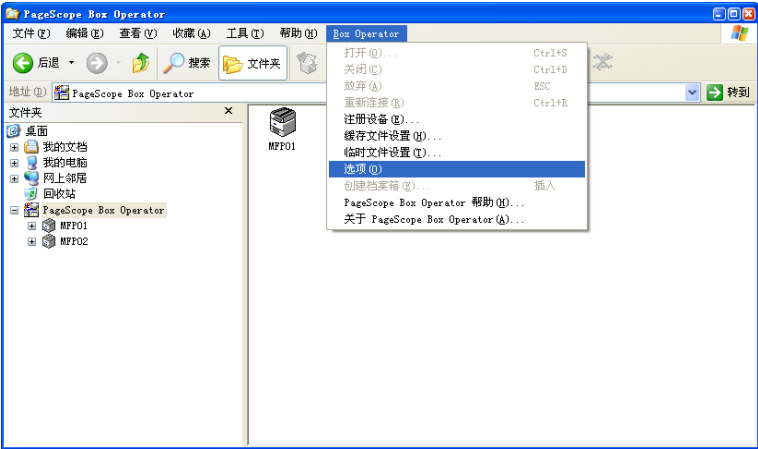 PageScope Box Operator
文件(F) 编辑(E) 查看(V) 收藏(A) 工具(T) 帮助(H) Box Operator
后退 搜索 文件夹
地址(D) PageScope Box Operator 转到
文件夹
桌面
我的文档
我的电脑
网上邻居
回收站
PageScope Box Operator
MFP01
MFP02
MFP01
打开(O)... Ctrl+S
关闭(C) Ctrl+D
放弃(A) ESC
重新连接(R) Ctrl+R
注册设备(E)...
缓存文件设置(H)...
临时文件设置(T)...
选项(O)
创建档案箱(E)... 插入
PageScope Box Operator 帮助(H)...
关于 PageScope Box Operator(A)...